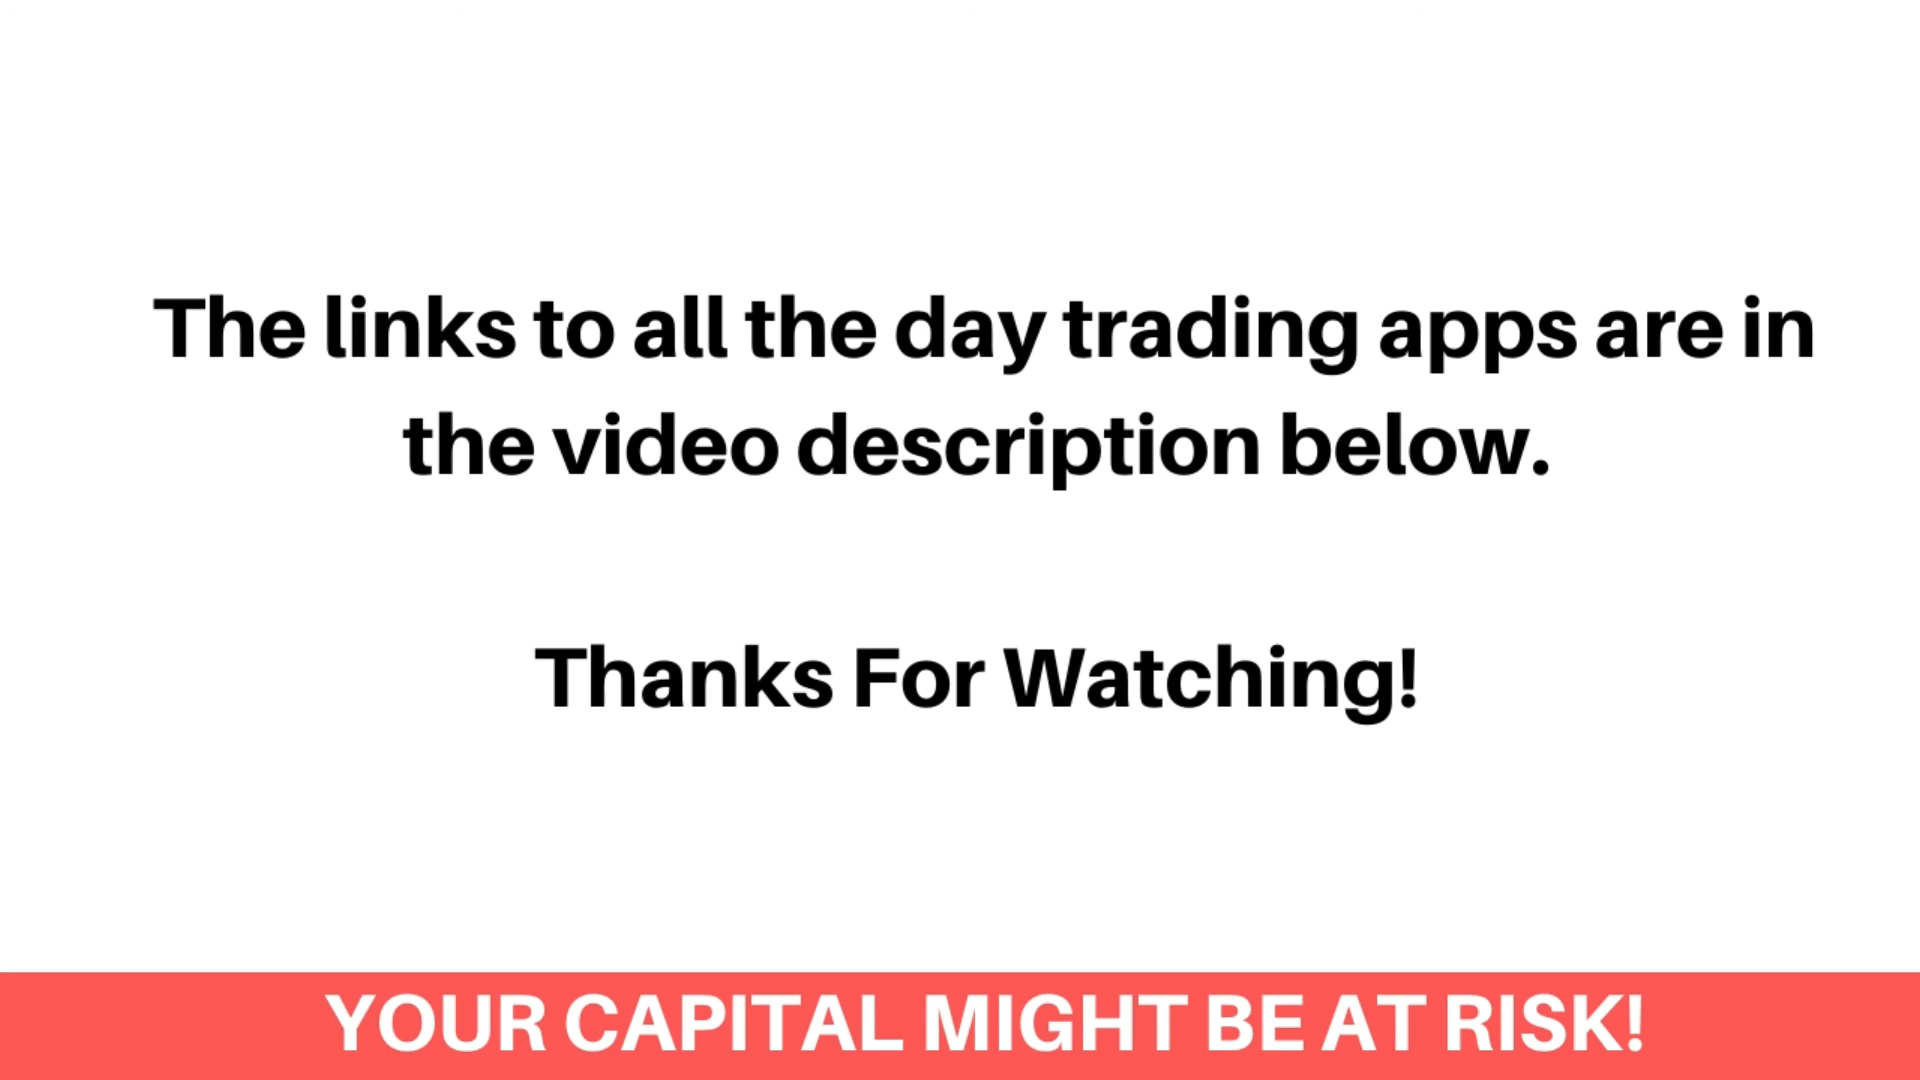 The links to all the day trading apps are in
the video description below.
Thanks For Watching!
YOUR CAPITAL MIGHT BE AT RISK!